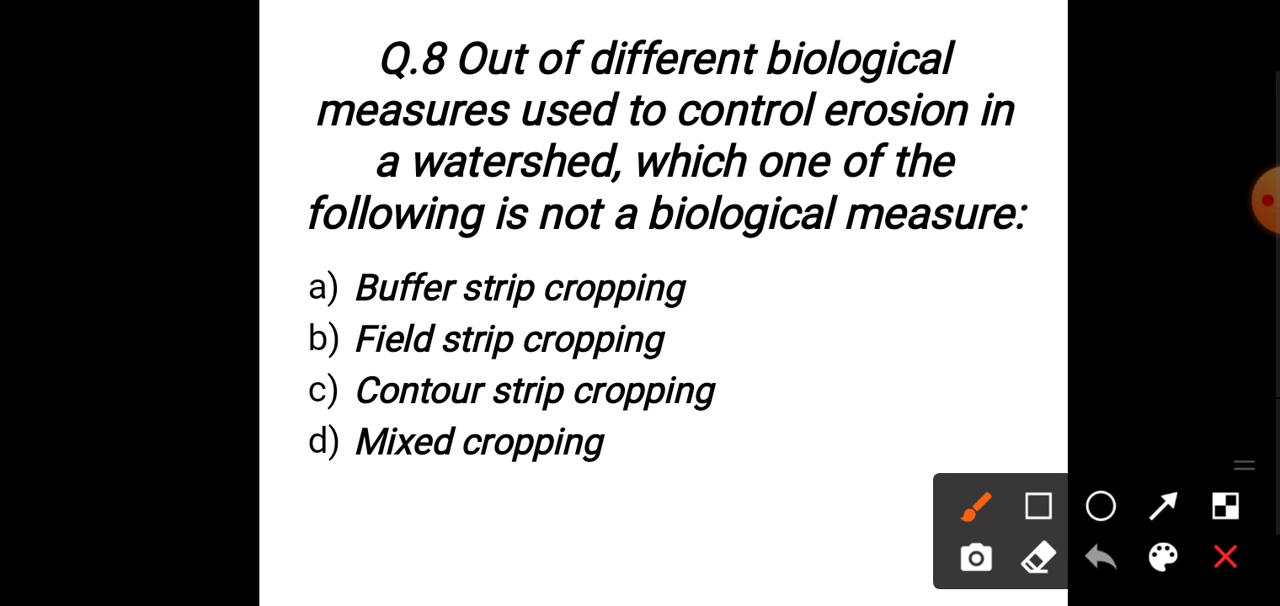 Q.8 Out of different biological
measures used to control erosion in
a watershed, which one of the
following is not a biological measure:
a) Buffer strip cropping
b) Field strip cropping
c) Contour strip cropping
d) Mixed cropping